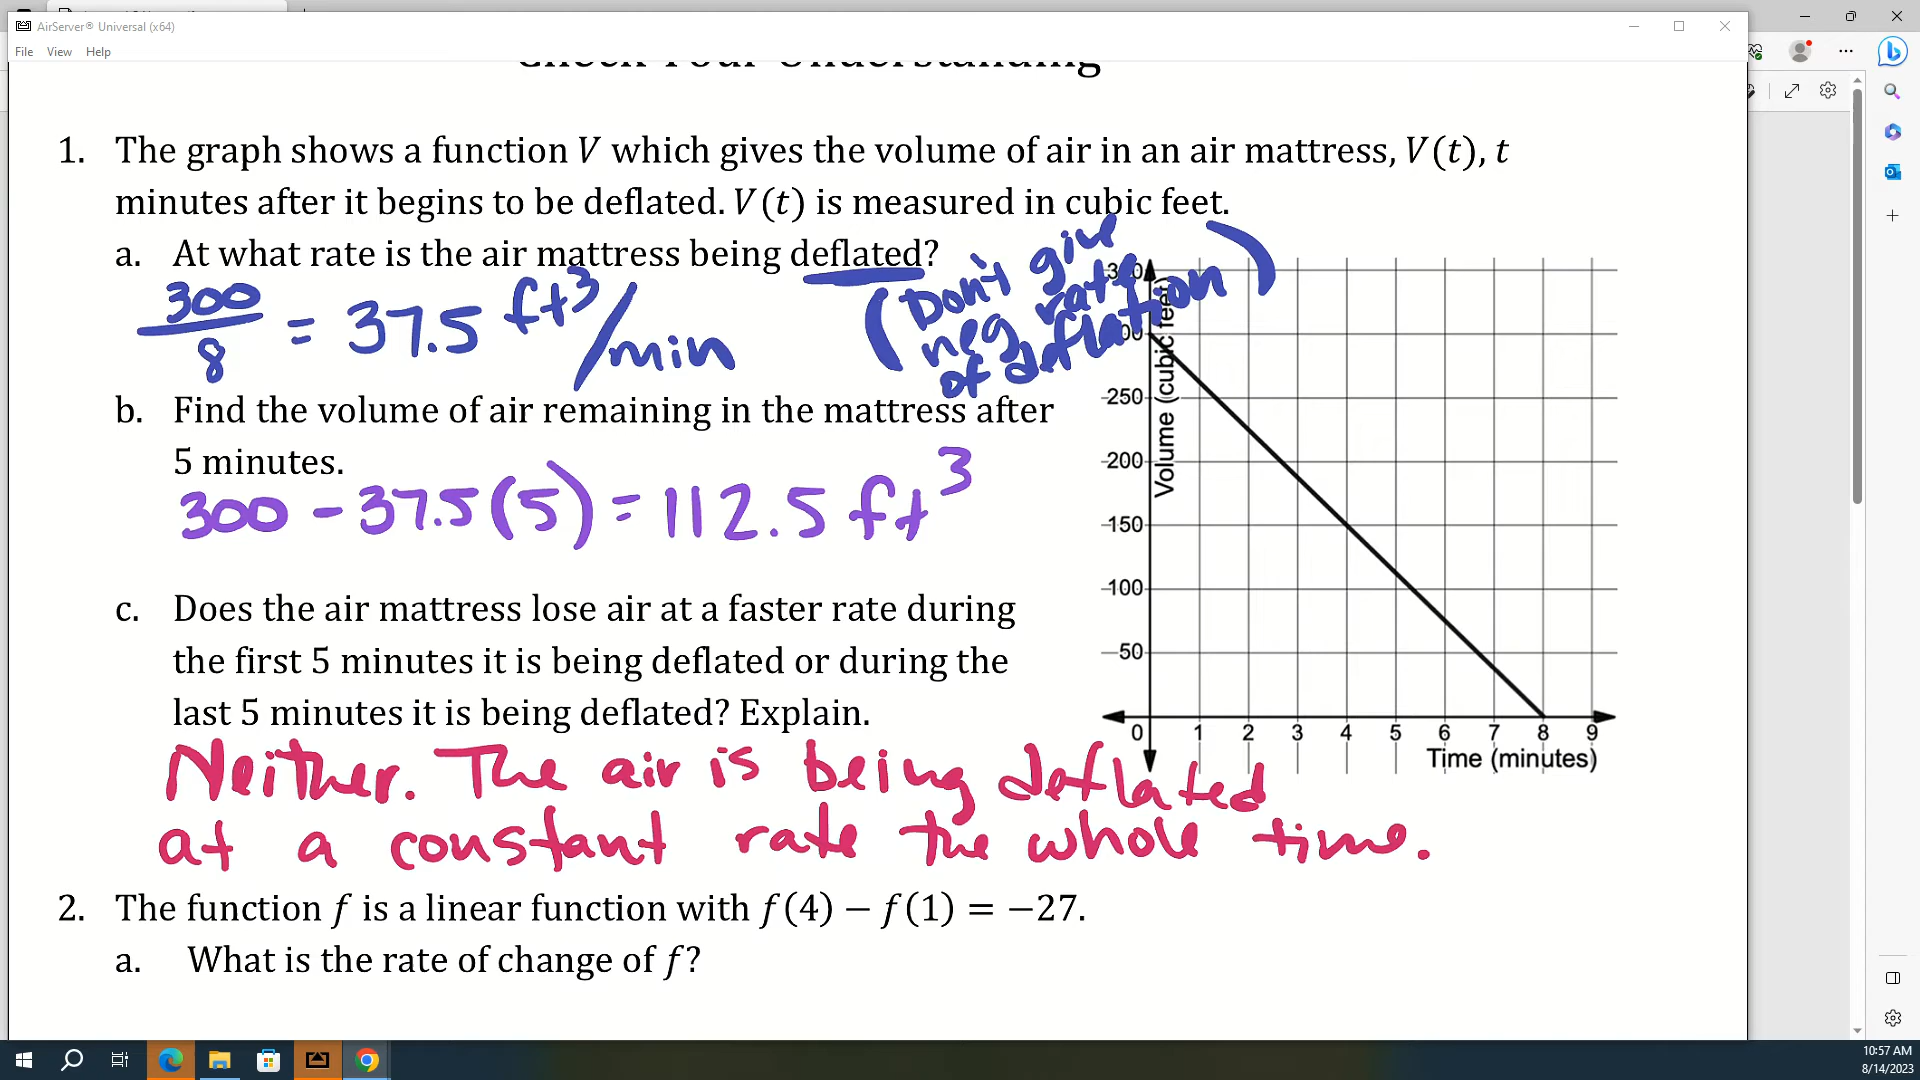 AirServer® Universal (x64)
File View Help
Check Your Understanding
1. The graph shows a function V which gives the volume of air in an air mattress, V(t), t
minutes after it begins to be deflated. V(t) is measured in cubic feet.
a. At what rate is the air mattress being deflated?
300/8 = 37.5 ft³/min
(Don't give
neg rate
of deflation)
b. Find the volume of air remaining in the mattress after
5 minutes.
300 - 37.5(5) = 112.5 ft³
c. Does the air mattress lose air at a faster rate during
the first 5 minutes it is being deflated or during the
last 5 minutes it is being deflated? Explain.
Neither. The air is being deflated
at a constant rate the whole time.
Volume (cubic feet)
250
200
150
100
50
0 1 2 3 4 5 6 7 8 9
Time (minutes)
2. The function f is a linear function with f(4) − f(1) = −27.
a. What is the rate of change of f?
10:57 AM
8/14/2023